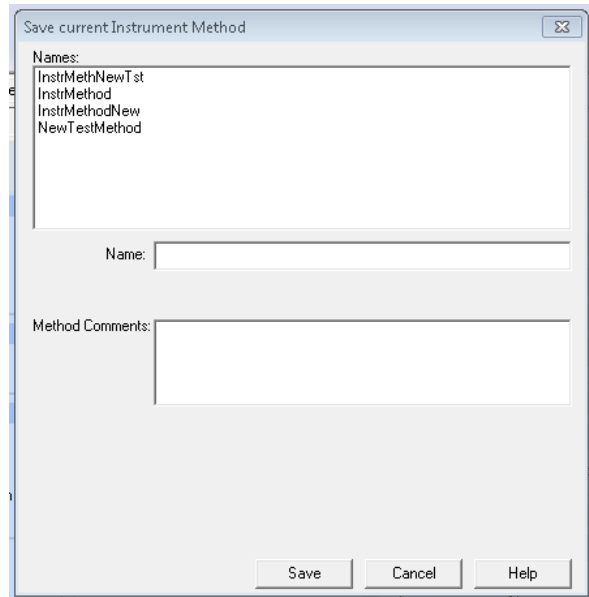 Save current Instrument Method
Names:
InstrMethNewTst
InstrMethod
InstrMethodNew
NewTestMethod
Name:
Method Comments:
Save Cancel Help